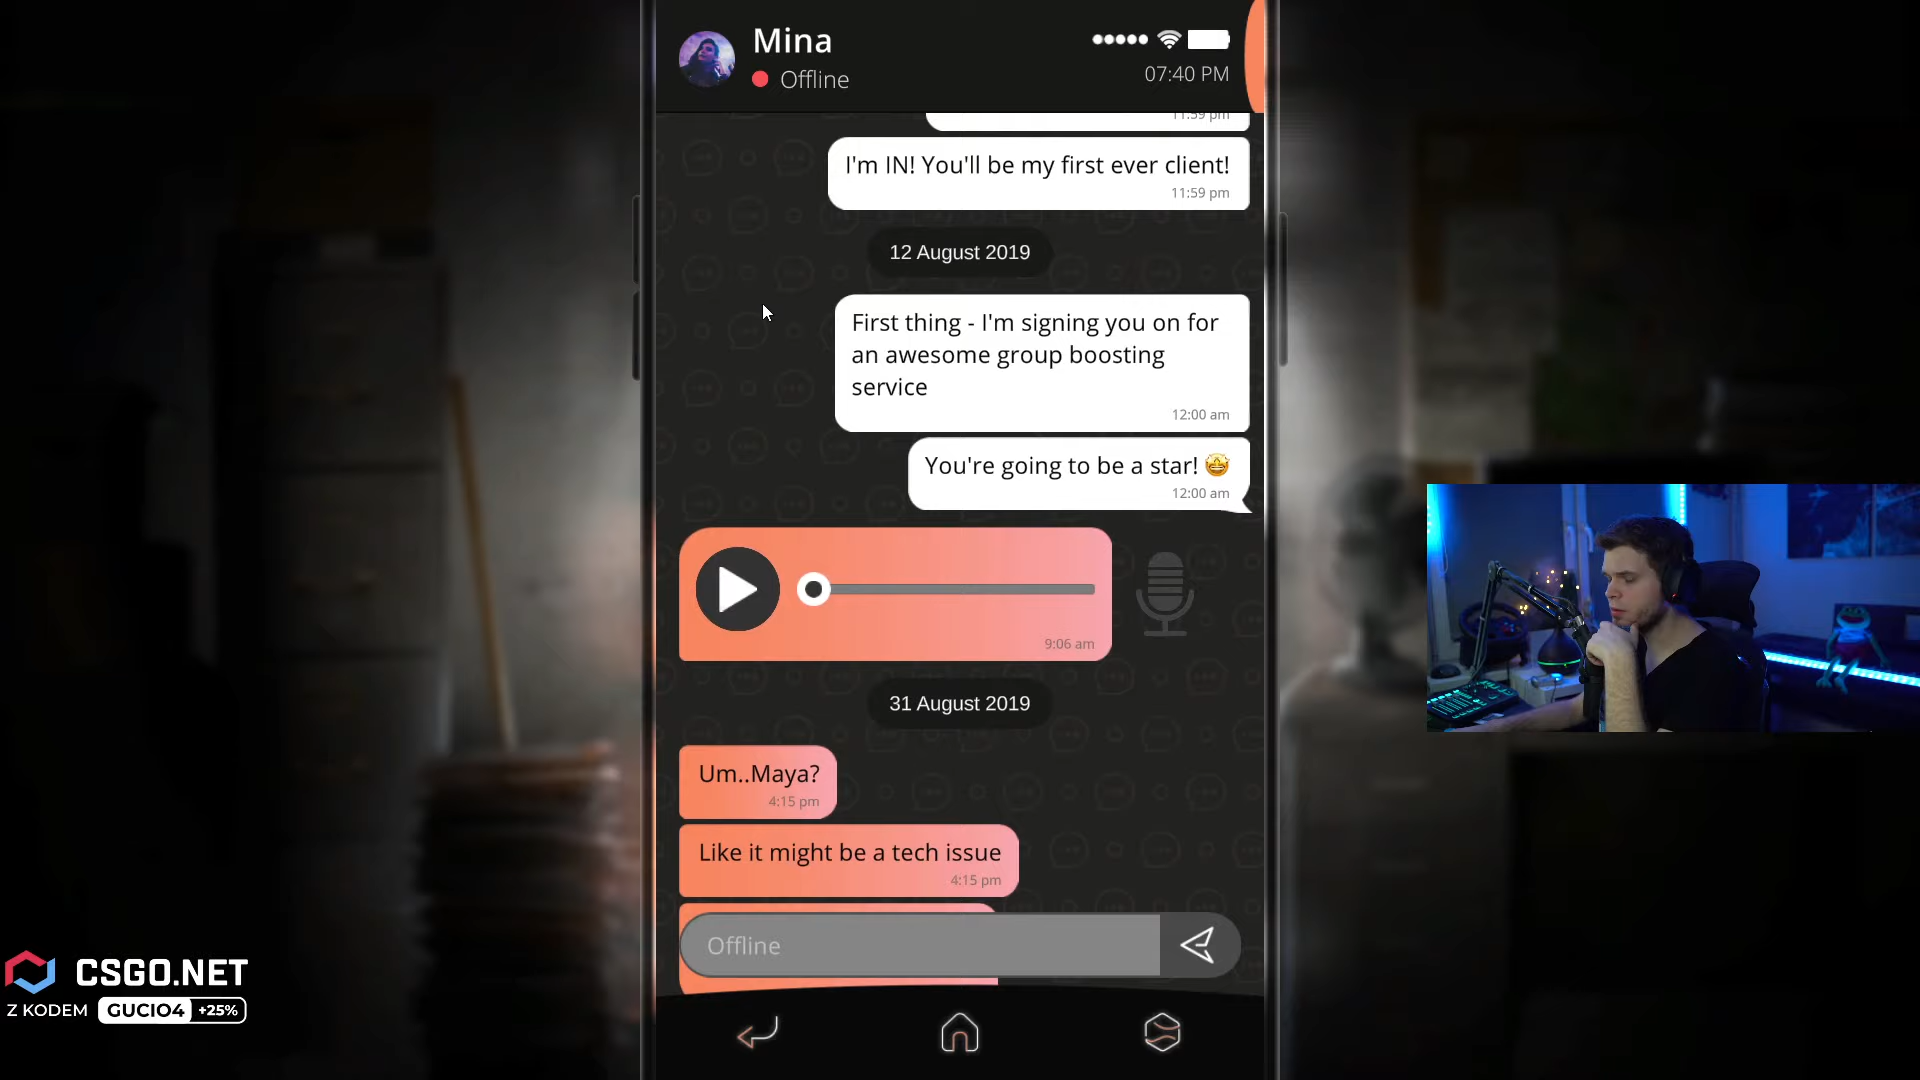 Mina
Offline
07:40 PM
11:59 pm
I'm IN! You'll be my first ever client!
11:59 pm
12 August 2019
First thing - I'm signing you on for
an awesome group boosting
service
12:00 am
You're going to be a star! 🤩
12:00 am
9:06 am
31 August 2019
Um..Maya?
4:15 pm
Like it might be a tech issue
4:15 pm
Offline
CSGO.NET
Z KODEM GUCIO4 +25%